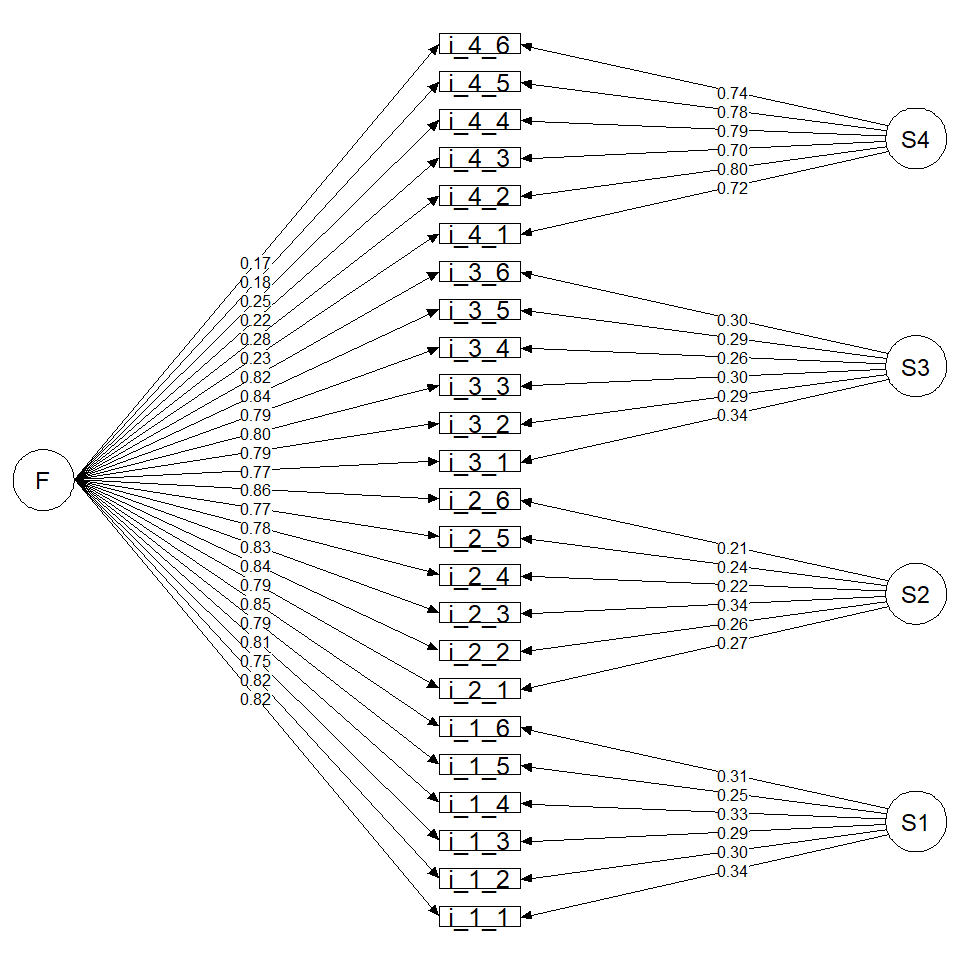 i_4_6
i_4_5
i_4_4
i_4_3
i_4_2
i_4_1
i_3_6
i_3_5
i_3_4
i_3_3
i_3_2
i_3_1
i_2_6
i_2_5
i_2_4
i_2_3
i_2_2
i_2_1
i_1_6
i_1_5
i_1_4
i_1_3
i_1_2
i_1_1
F
0.17
0.18
0.25
0.22
0.28
0.23
0.82
0.84
0.79
0.80
0.79
0.77
0.86
0.77
0.78
0.83
0.84
0.79
0.85
0.79
0.81
0.75
0.82
0.82
S4
0.74
0.78
0.79
0.70
0.80
0.72
S3
0.30
0.29
0.26
0.30
0.29
0.34
S2
0.21
0.24
0.22
0.34
0.26
0.27
S1
0.31
0.25
0.33
0.29
0.30
0.34